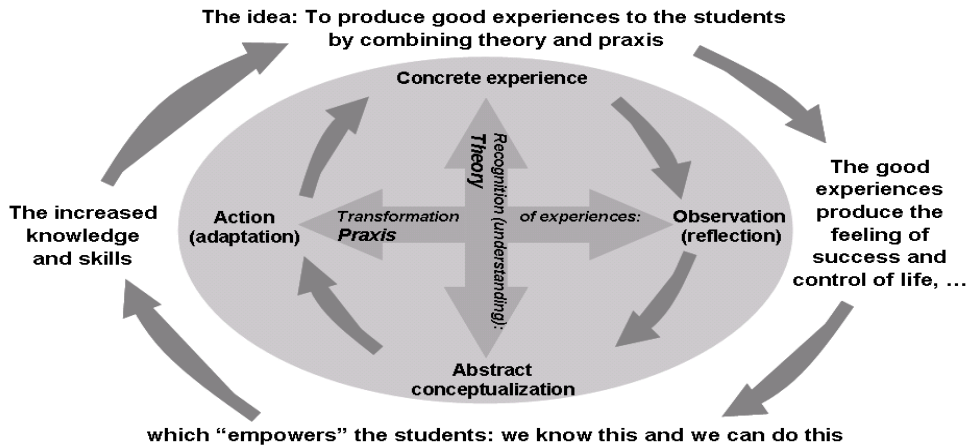 The idea: To produce good experiences to the students
by combining theory and praxis
Concrete experience
Recognition (understanding):
Theory
The increased
knowledge
and skills
Action
(adaptation)
Transformation of experiences:
Praxis
Observation
(reflection)
The good
experiences
produce the
feeling of
success and
control of life, ...
Abstract
conceptualization
which “empowers” the students: we know this and we can do this